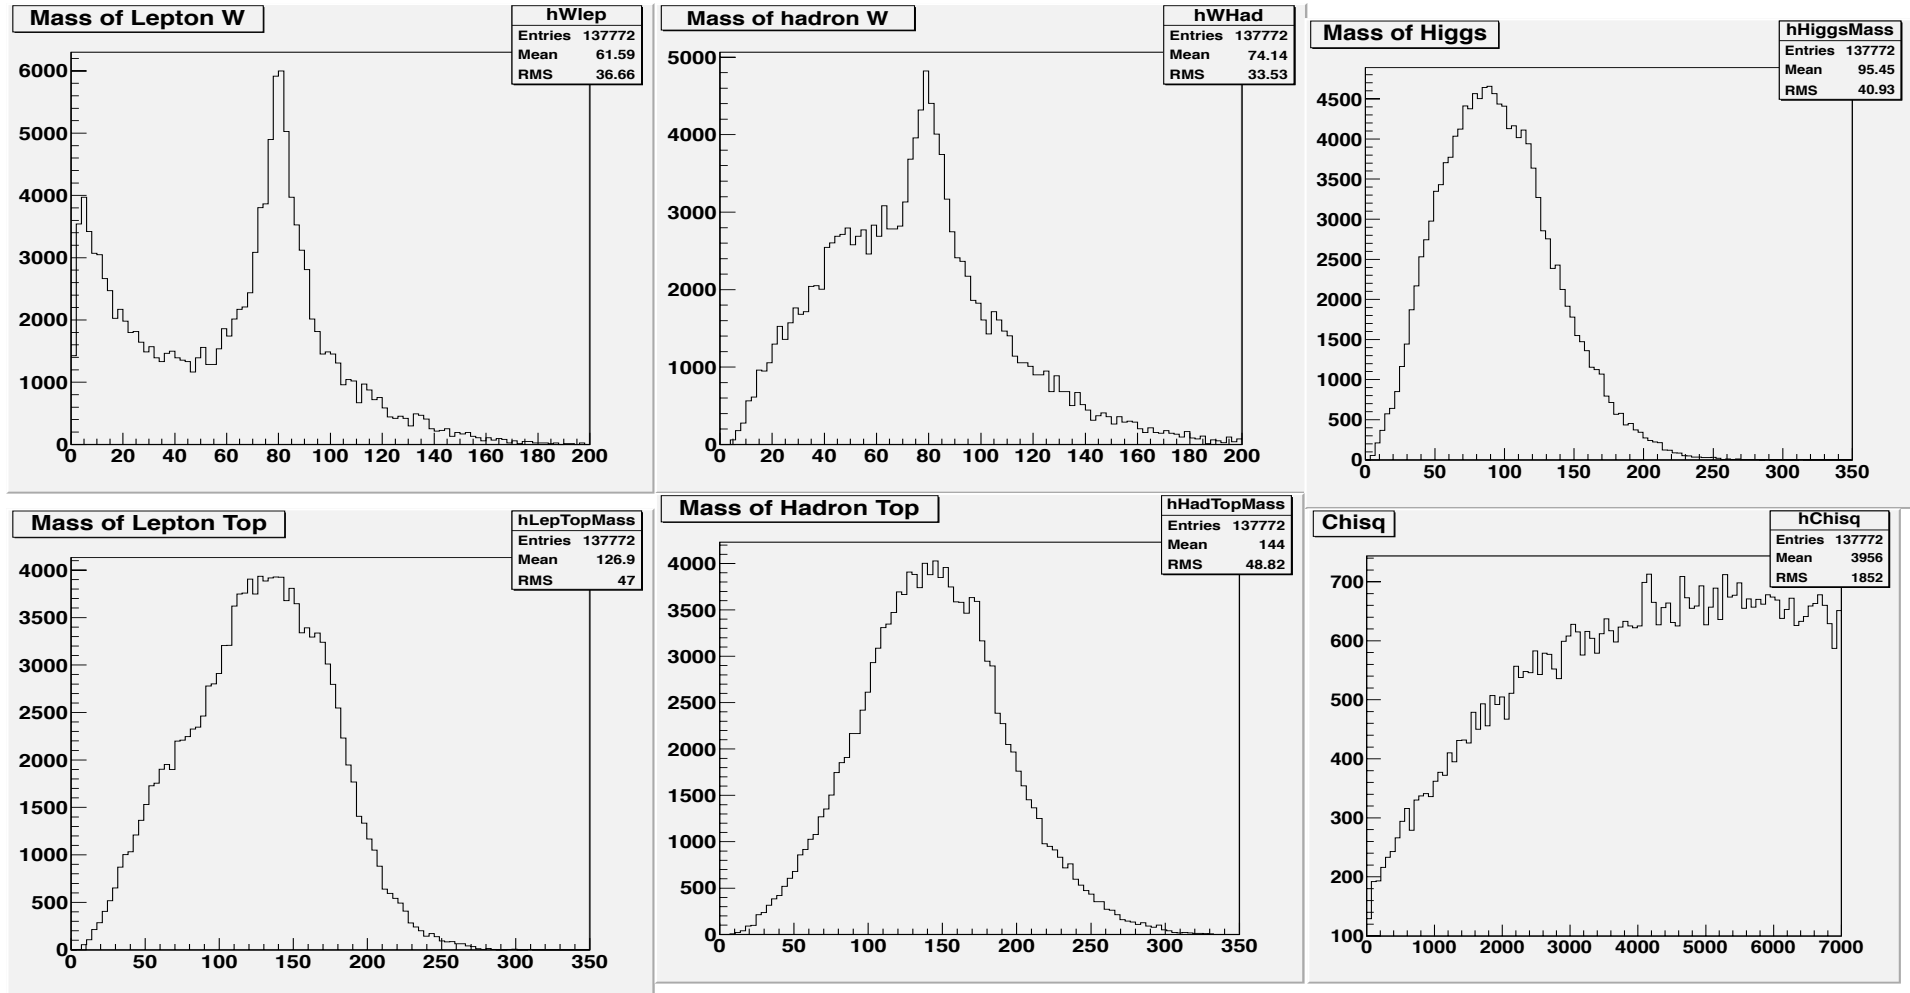 Mass of Lepton W
hWlep
Entries 137772
Mean 61.59
RMS 36.66
6000
5000
4000
3000
2000
1000
0
0 20 40 60 80 100 120 140 160 180 200
Mass of hadron W
hWHad
Entries 137772
Mean 74.14
RMS 33.53
5000
4000
3000
2000
1000
0
0 20 40 60 80 100 120 140 160 180 200
Mass of Higgs
hHiggsMass
Entries 137772
Mean 95.45
RMS 40.93
4500
4000
3500
3000
2500
2000
1500
1000
500
0
0 50 100 150 200 250 300 350
Mass of Lepton Top
hLepTopMass
Entries 137772
Mean 126.9
RMS 47
4000
3500
3000
2500
2000
1500
1000
500
0
0 50 100 150 200 250 300 350
Mass of Hadron Top
hHadTopMass
Entries 137772
Mean 144
RMS 48.82
4000
3500
3000
2500
2000
1500
1000
500
0
0 50 100 150 200 250 300 350
Chisq
hChisq
Entries 137772
Mean 3956
RMS 1852
700
600
500
400
300
200
100
0 1000 2000 3000 4000 5000 6000 7000